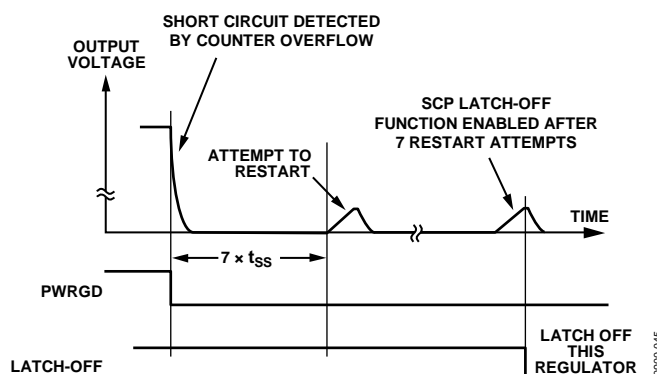 SHORT CIRCUIT DETECTED
BY COUNTER OVERFLOW
OUTPUT
VOLTAGE
SCP LATCH-OFF
FUNCTION ENABLED AFTER
7 RESTART ATTEMPTS
ATTEMPT TO
RESTART
TIME
7 × tSS
PWRGD
LATCH-OFF
LATCH OFF
THIS
REGULATOR